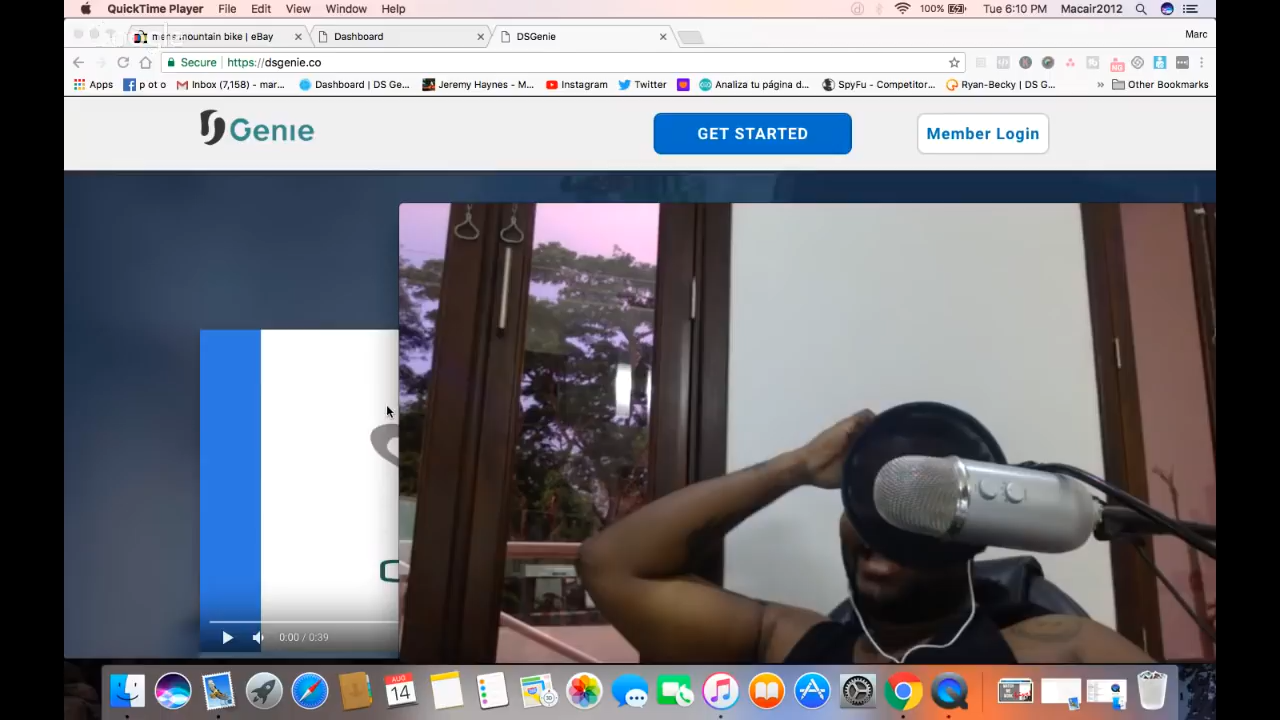 QuickTime Player File Edit View Window Help 100% Tue 6:10 PM Macair2012
mountain bike | eBay Dashboard DSGenie Marc
Secure https://dsgenie.co
Apps p ot o Inbox (7,158) - mar... Dashboard | DS Ge... Jeremy Haynes - M... Instagram Twitter Analiza tu página d... SpyFu - Competitor... Ryan-Becky | DS G... » Other Bookmarks
Genie GET STARTED Member Login
0:00 / 0:39
AUG
14